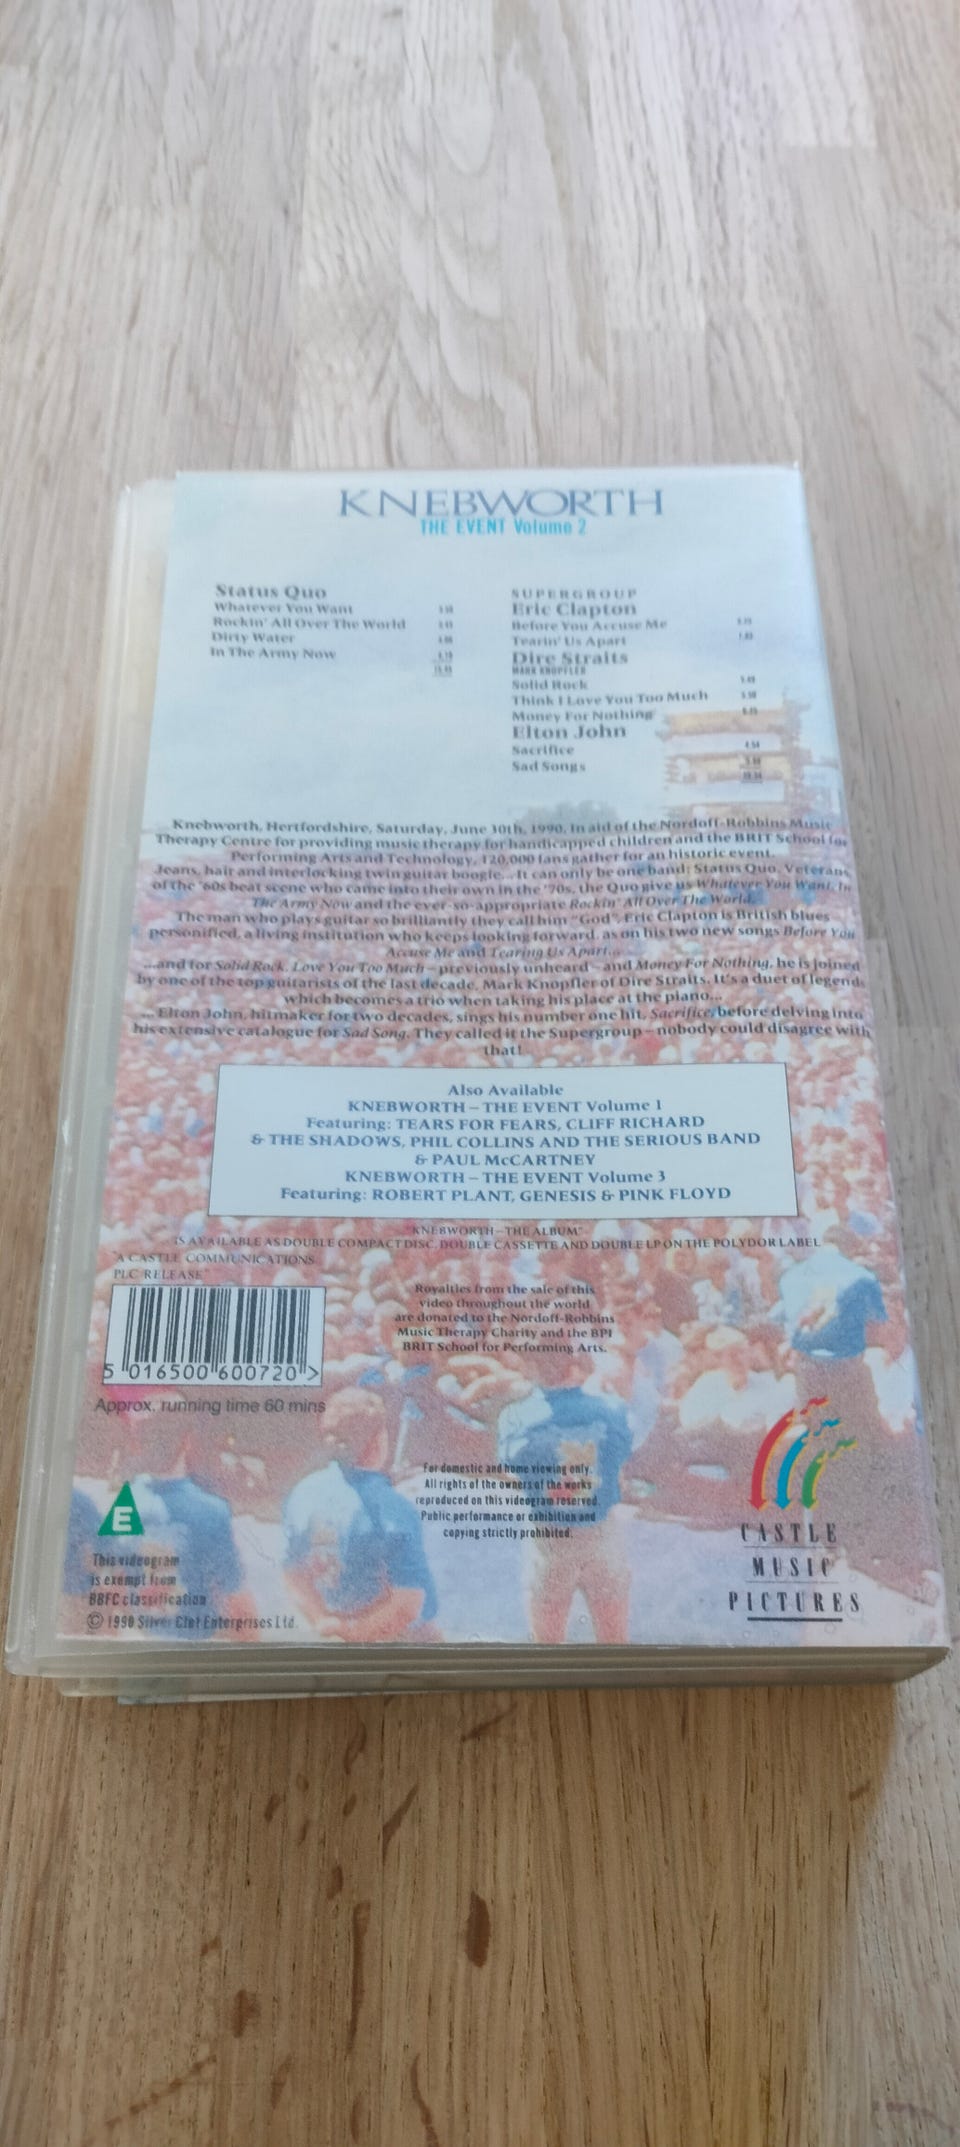 KNEBWORTH
THE EVENT Volume 2
Status Quo
Whatever You Want
Rockin' All Over The World
Dirty Water
In The Army Now
SUPERGROUP
Eric Clapton
Before You Accuse Me
Tearin' Us Apart
Dire Straits
MARK KNOPFLER
Solid Rock
Think I Love You Too Much
Money For Nothing
Elton John
Sacrifice
Sad Songs
Knebworth, Hertfordshire, Saturday, June 30th, 1990. In aid of the Nordoff-Robbins Music
Therapy Centre for providing music therapy for handicapped children and the BRIT School for
Performing Arts and Technology, 120,000 fans gather for an historic event.
Jeans, hair and interlocking twin guitar boogie... It can only be one band: Status Quo. Veterans
of the '60s beat scene who came into their own in the '70s, the Quo give us Whatever You Want, In
The Army Now and the ever-so-appropriate Rockin' All Over The World.
The man who plays guitar so brilliantly they call him "God", Eric Clapton is British blues
personified, a living institution who keeps looking forward, as on his two new songs Before You
Accuse Me and Tearing Us Apart...
...and for Solid Rock, Love You Too Much – previously unheard – and Money For Nothing, he is joined
by one of the top guitarists of the last decade, Mark Knopfler of Dire Straits. It's a duet of legends
which becomes a trio when taking his place at the piano...
... Elton John, hitmaker for two decades, sings his number one hit, Sacrifice, before delving into
his extensive catalogue for Sad Song. They called it the Supergroup – nobody could disagree with
that!
Also Available
KNEBWORTH – THE EVENT Volume 1
Featuring: TEARS FOR FEARS, CLIFF RICHARD
& THE SHADOWS, PHIL COLLINS AND THE SERIOUS BAND
& PAUL McCARTNEY
KNEBWORTH – THE EVENT Volume 3
Featuring: ROBERT PLANT, GENESIS & PINK FLOYD
"KNEBWORTH – THE ALBUM"
IS AVAILABLE AS DOUBLE COMPACT DISC, DOUBLE CASSETTE AND DOUBLE LP ON THE POLYDOR LABEL
"A CASTLE COMMUNICATIONS
PLC RELEASE"
5 016500 600720 >
Approx. running time 60 mins
Royalties from the sale of this
video throughout the world
are donated to the Nordoff-Robbins
Music Therapy Charity and the BPI
BRIT School for Performing Arts.
For domestic and home viewing only.
All rights of the owners of the works
reproduced on this videogram reserved.
Public performance or exhibition and
copying strictly prohibited.
E
This videogram
is exempt from
BBFC classification
© 1990 Silver Clef Enterprises Ltd.
CASTLE
MUSIC
PICTURES